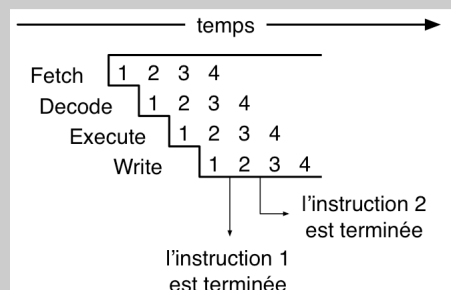 temps
Fetch 1 2 3 4
Decode 1 2 3 4
Execute 1 2 3 4
Write 1 2 3 4
l'instruction 2
est terminée
l'instruction 1
est terminée